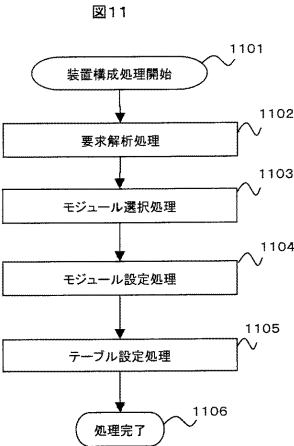 図11
1101
装置構成処理開始
1102
要求解析処理
1103
モジュール選択処理
1104
モジュール設定処理
1105
テーブル設定処理
1106
処理完了